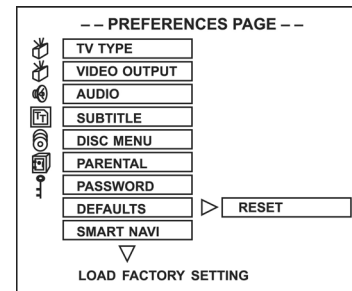 -- PREFERENCES PAGE --
TV TYPE
VIDEO OUTPUT
AUDIO
SUBTITLE
DISC MENU
PARENTAL
PASSWORD
DEFAULTS RESET
SMART NAVI
LOAD FACTORY SETTING